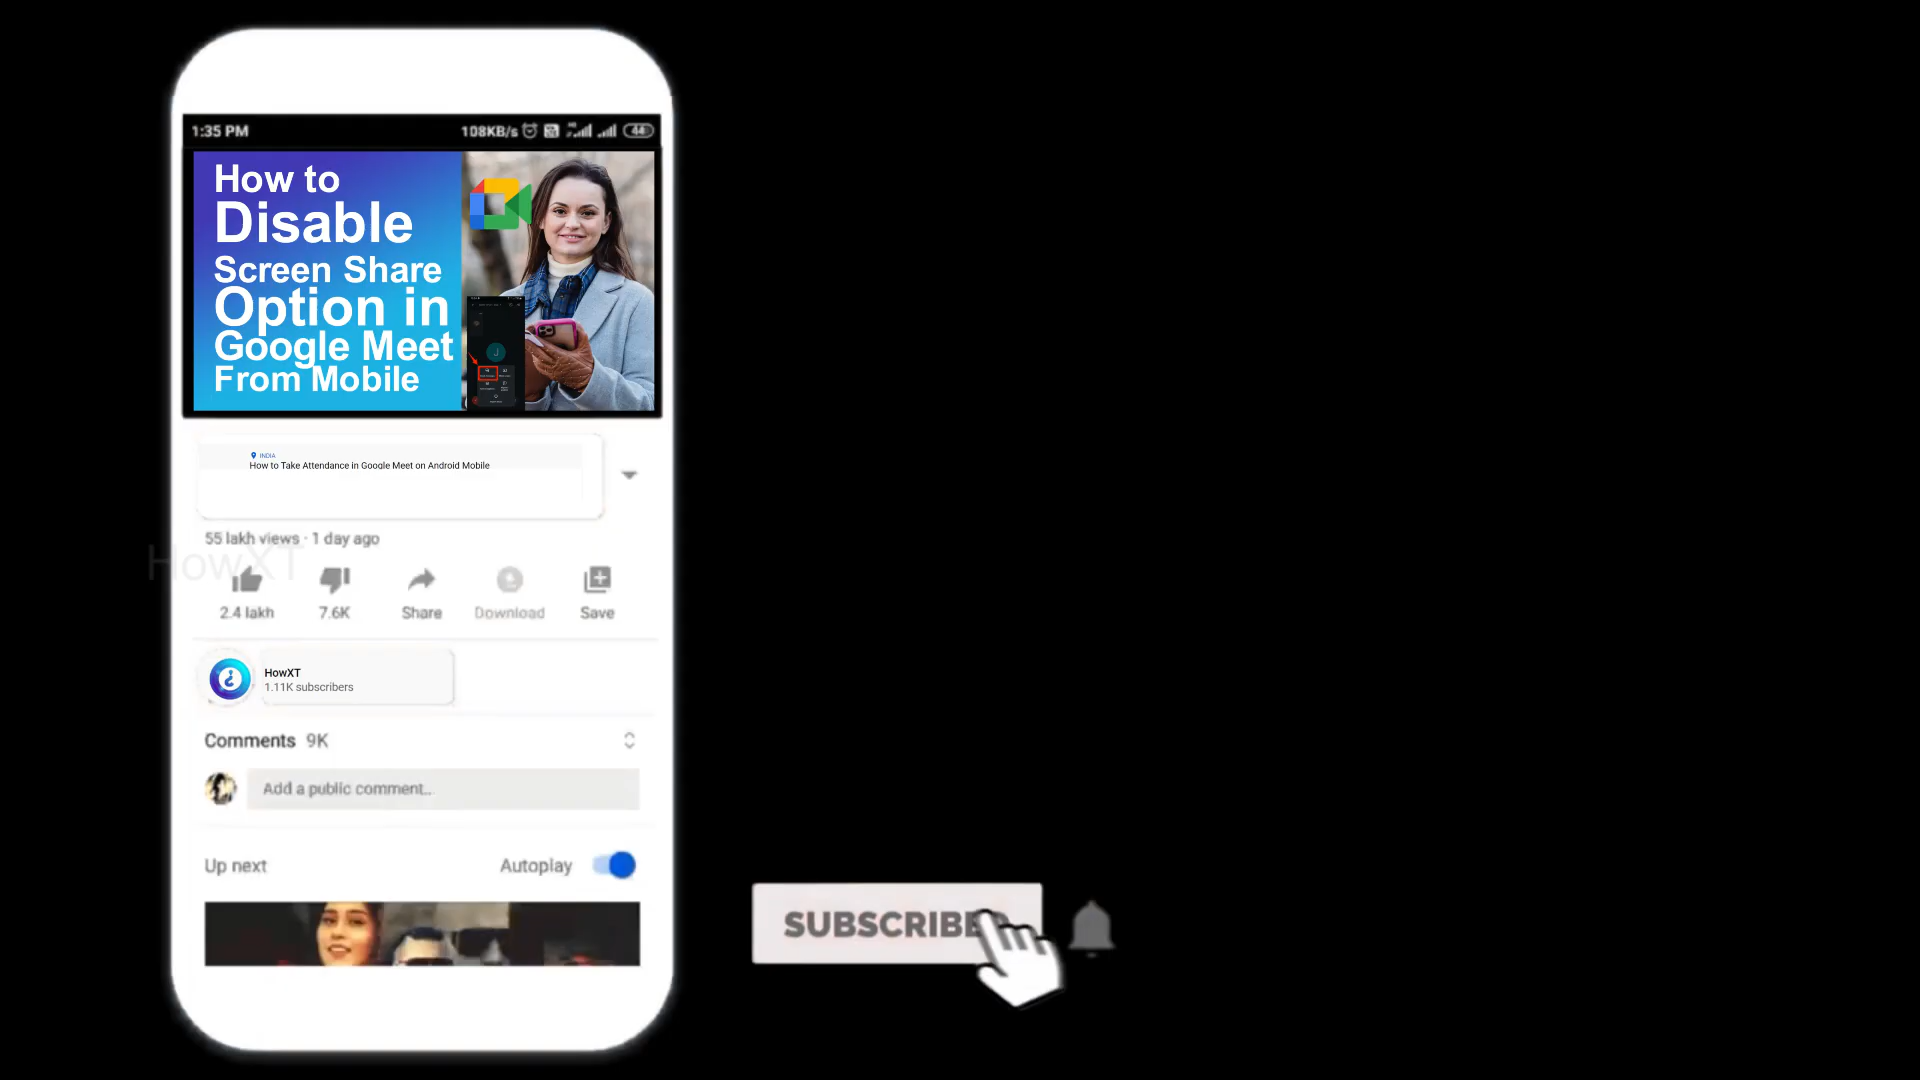 1:35 PM
108KB/s
44
How to
Disable
Screen Share
Option in
Google Meet
From Mobile
INDIA
How to Take Attendance in Google Meet on Android Mobile
55 lakh views · 1 day ago
HowXT
2.4 lakh
7.6K
Share
Download
Save
HowXT
1.11K subscribers
Comments 9K
Add a public comment...
Up next
Autoplay
SUBSCRIBED